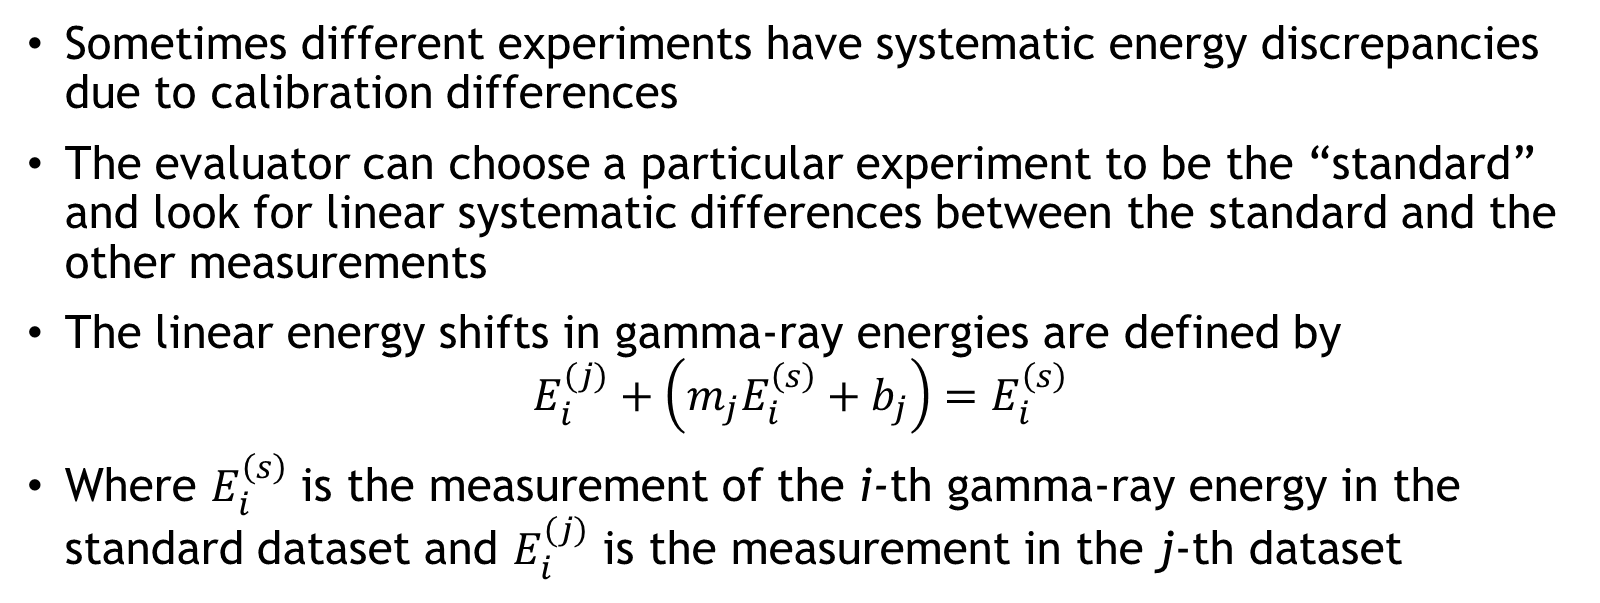 • Sometimes different experiments have systematic energy discrepancies
due to calibration differences
• The evaluator can choose a particular experiment to be the “standard”
and look for linear systematic differences between the standard and the
other measurements
• The linear energy shifts in gamma-ray energies are defined by
$E_i^{(j)} + \left(m_j E_i^{(s)} + b_j\right) = E_i^{(s)}$
• Where $E_i^{(s)}$ is the measurement of the i-th gamma-ray energy in the
standard dataset and $E_i^{(j)}$ is the measurement in the j-th dataset